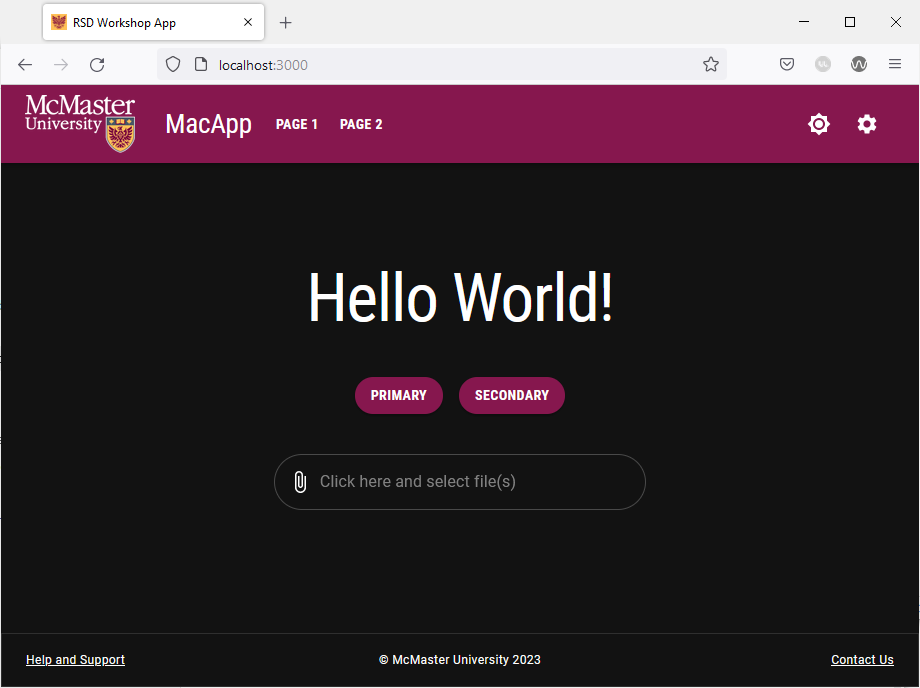 RSD Workshop App
localhost:3000
McMaster
University
MacApp
PAGE 1
PAGE 2
Hello World!
PRIMARY
SECONDARY
Click here and select file(s)
Help and Support
© McMaster University 2023
Contact Us